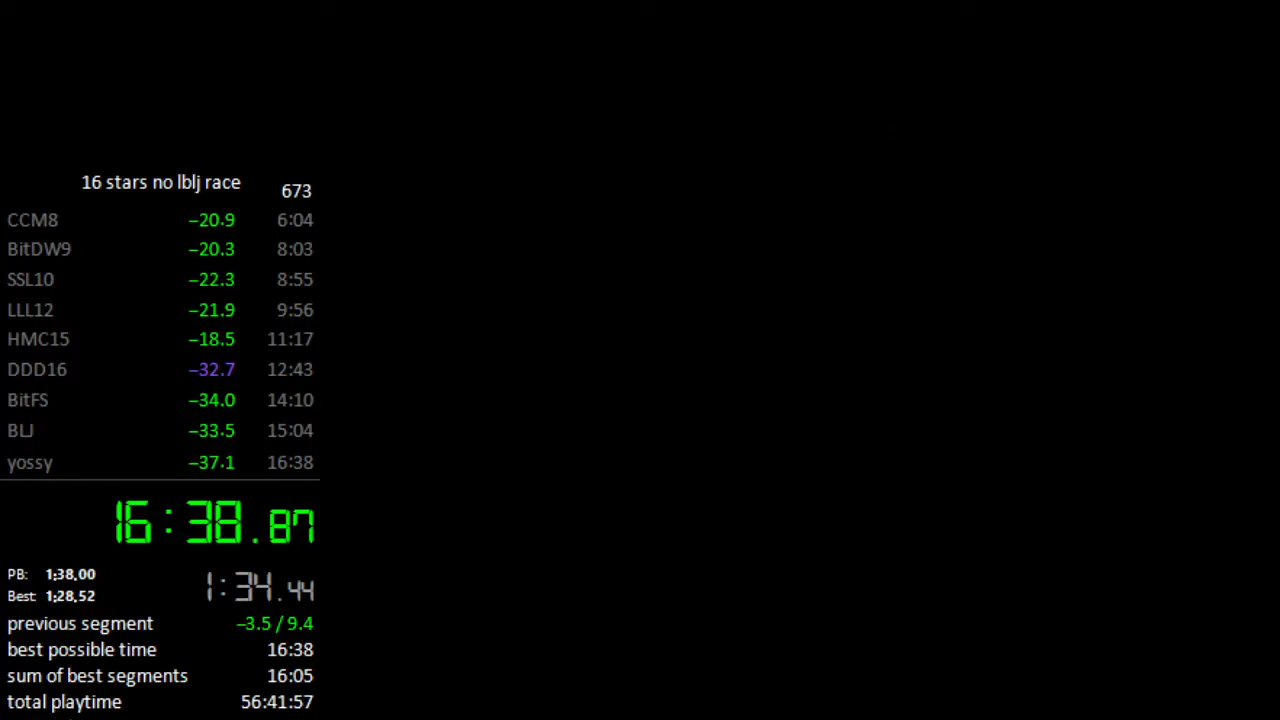 16 stars no lblj race 673
CCM8 −20.9 6:04
BitDW9 −20.3 8:03
SSL10 −22.3 8:55
LLL12 −21.9 9:56
HMC15 −18.5 11:17
DDD16 −32.7 12:43
BitFS −34.0 14:10
BLJ −33.5 15:04
yossy −37.1 16:38
16:38.87
PB: 1:38.00 1:34.44
Best: 1:28.52
previous segment −3.5 / 9.4
best possible time 16:38
sum of best segments 16:05
total playtime 56:41:57